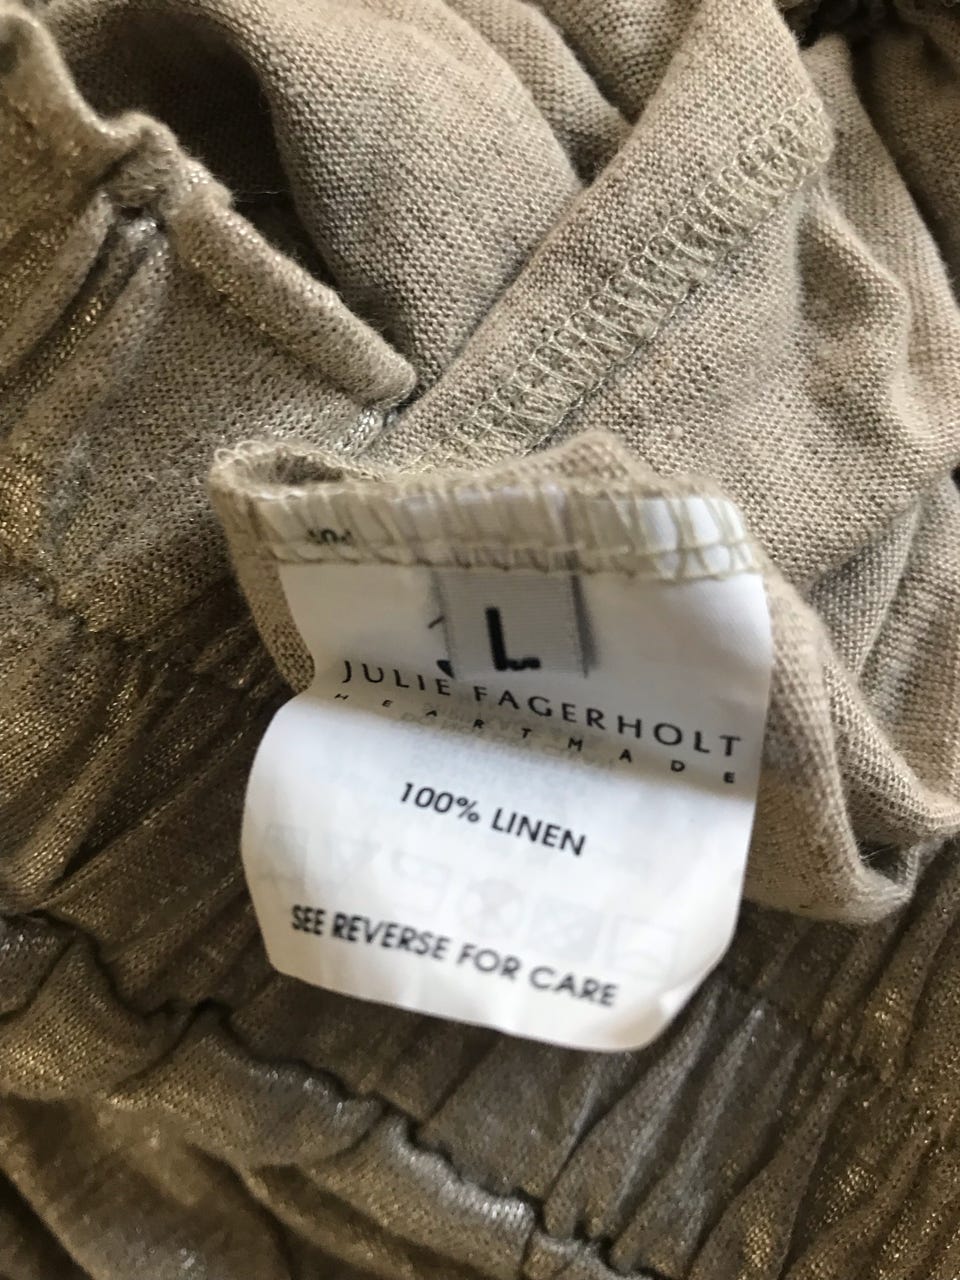 L
JULIE FAGERHOLT
HEARTMADE
100% LINEN
SEE REVERSE FOR CARE